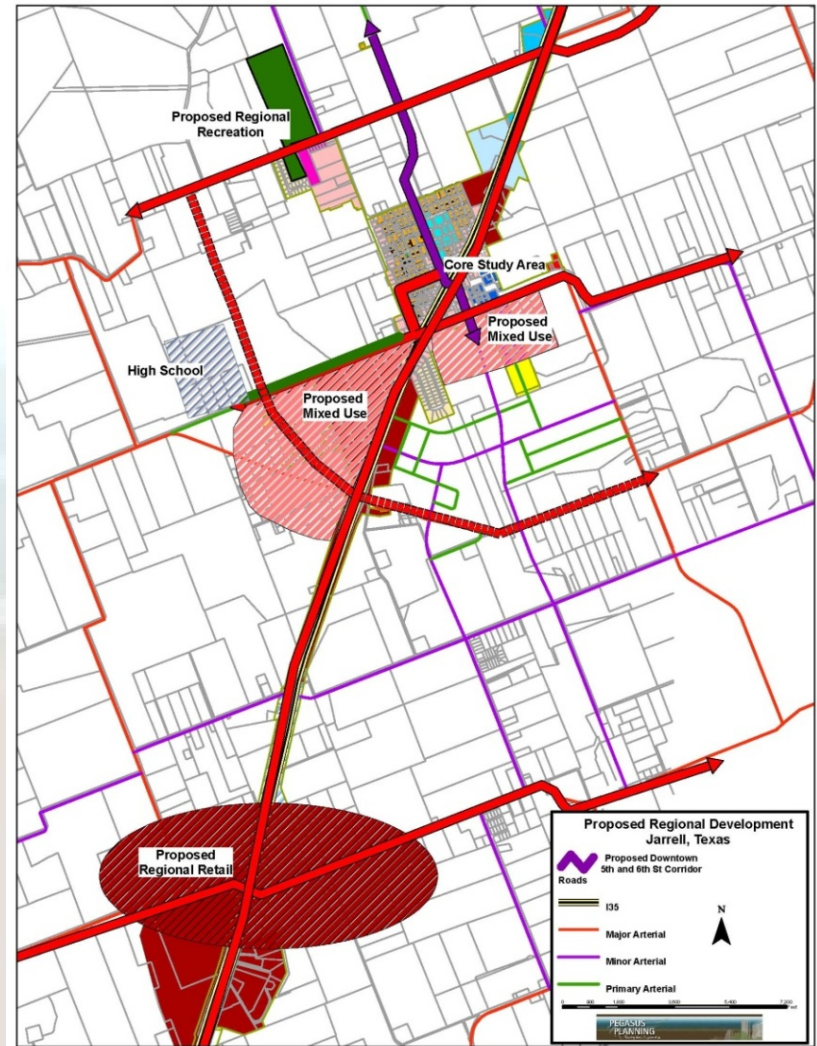 Proposed Regional
Recreation
Core Study Area
Proposed
Mixed Use
High School
Proposed
Mixed Use
Proposed
Regional Retail
Proposed Regional Development
Jarrell, Texas
Proposed Downtown
5th and 6th St Corridor
Roads
I35
N
Major Arterial
Minor Arterial
Primary Arterial
0
PEGASUS
PLANNING